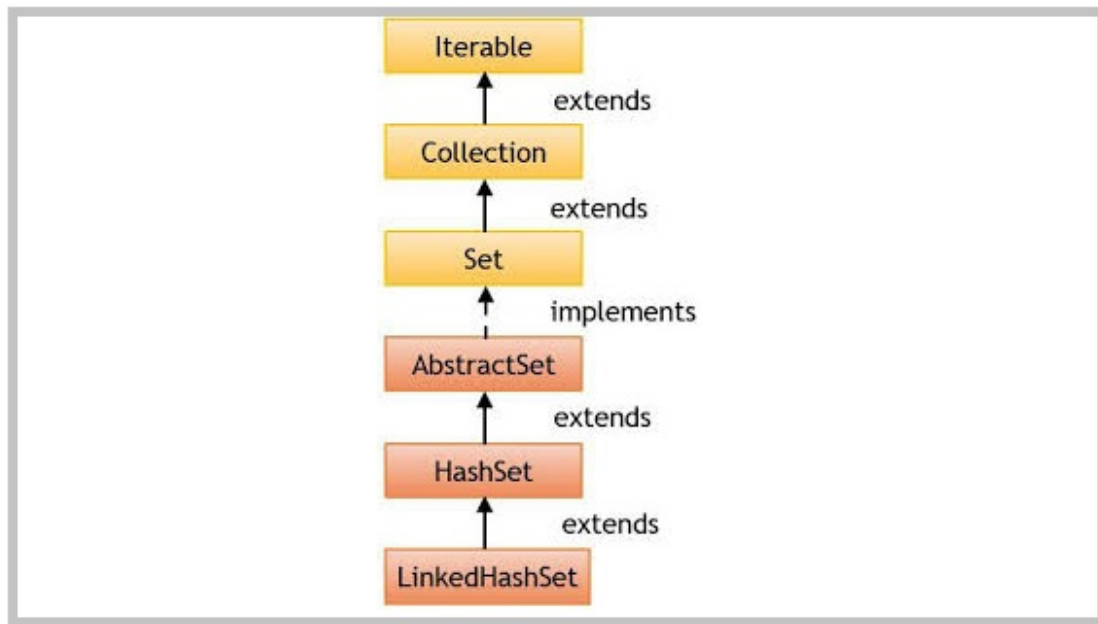 Iterable
extends
Collection
extends
Set
implements
AbstractSet
extends
HashSet
extends
LinkedHashSet